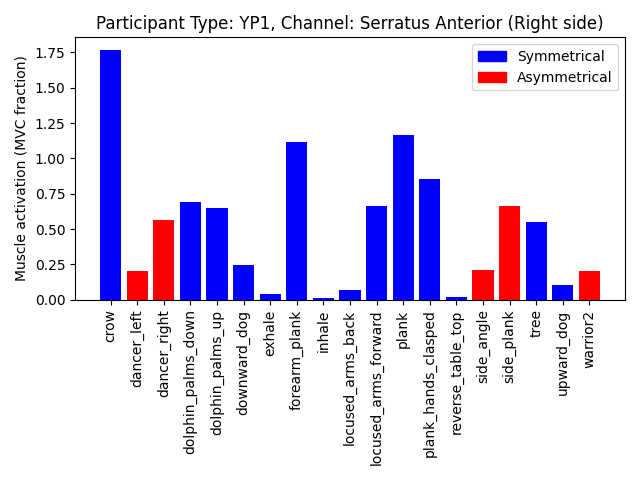 Participant Type: YP1, Channel: Serratus Anterior (Right side)
Muscle activation (MVC fraction)
1.75
1.50
1.25
1.00
0.75
0.50
0.25
0.00
Symmetrical
Asymmetrical
crow
dancer_left
dancer_right
dolphin_palms_down
dolphin_palms_up
downward_dog
exhale
forearm_plank
inhale
locused_arms_back
locused_arms_forward
plank
plank_hands_clasped
reverse_table_top
side_angle
side_plank
tree
upward_dog
warrior2